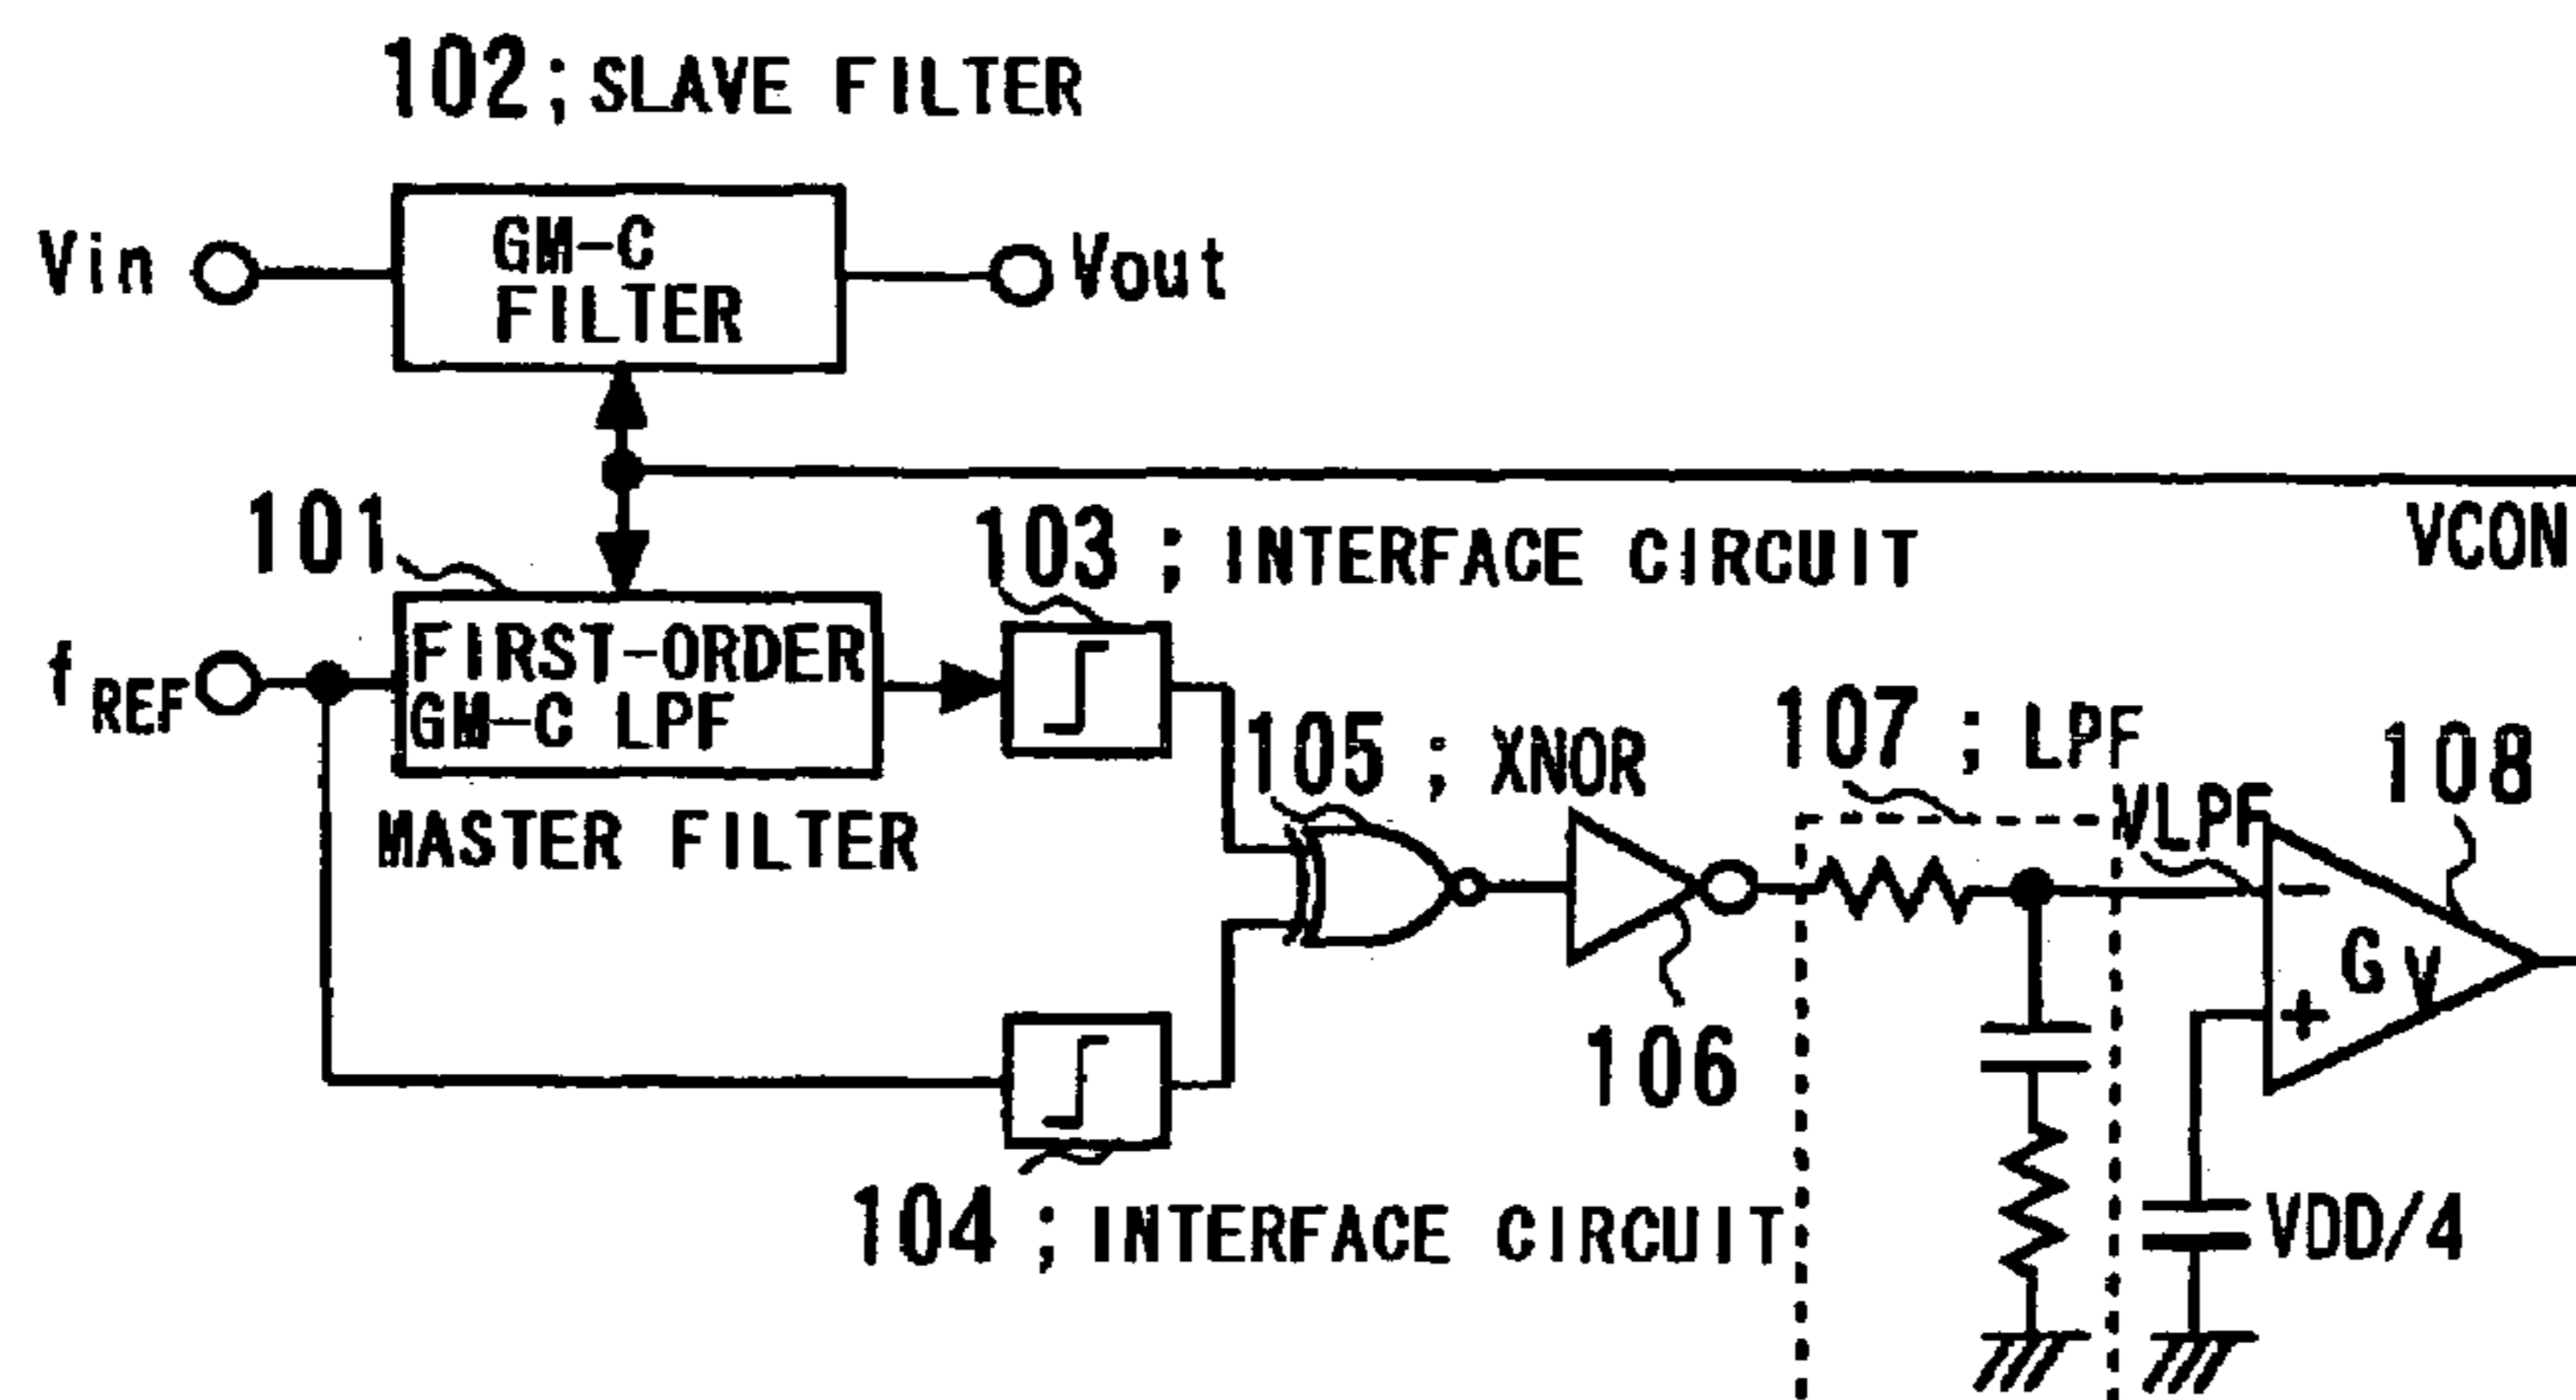 102 ; SLAVE FILTER
Vin
GM-C
FILTER
Vout
VCON
101
103 ; INTERFACE CIRCUIT
fREF
FIRST-ORDER
GM-C LPF
MASTER FILTER
105 ; XNOR
107 ; LPF
VLPF
108
−
GV
+
106
104 ; INTERFACE CIRCUIT
VDD/4